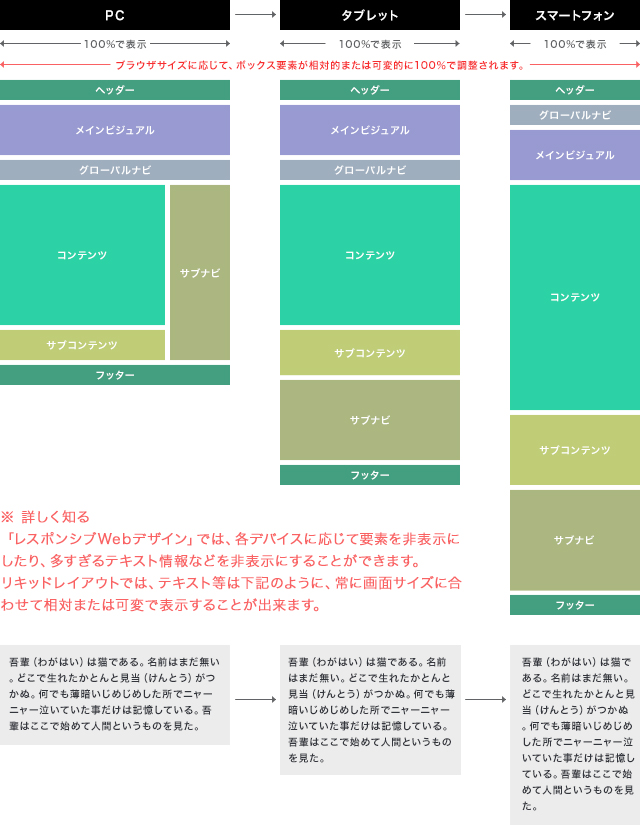 PC
タブレット
スマートフォン
100%で表示
100%で表示
100%で表示
ブラウザサイズに応じて、ボックス要素が相対的または可変的に100%で調整されます。
ヘッダー
メインビジュアル
グローバルナビ
コンテンツ
サブナビ
サブコンテンツ
フッター
ヘッダー
メインビジュアル
グローバルナビ
コンテンツ
サブコンテンツ
サブナビ
フッター
ヘッダー
グローバルナビ
メインビジュアル
コンテンツ
サブコンテンツ
サブナビ
フッター
※ 詳しく知る
「レスポンシブWebデザイン」では、各デバイスに応じて要素を非表示に
したり、多すぎるテキスト情報などを非表示にすることができます。
リキッドレイアウトでは、テキスト等は下記のように、常に画面サイズに合
わせて相対または可変で表示することが出来ます。
吾輩（わがはい）は猫である。名前はまだ無い
。どこで生れたかとんと見当（けんとう）がつ
かぬ。何でも薄暗いじめじめした所でニャー
ニャー泣いていた事だけは記憶している。吾
輩はここで始めて人間というものを見た。
吾輩（わがはい）は猫である。名前
はまだ無い。どこで生れたかとんと
見当（けんとう）がつかぬ。何でも薄
暗いじめじめした所でニャーニャー
泣いていた事だけは記憶している。
吾輩はここで始めて人間というもの
を見た。
吾輩（わがはい）は猫であ
る。名前はまだ無い。
どこで生れたかとんと見
当（けんとう）がつかぬ
。何でも薄暗いじめじめ
した所でニャーニャー泣
いていた事だけは記憶し
ている。吾輩はここで始
めて人間というものを見
た。